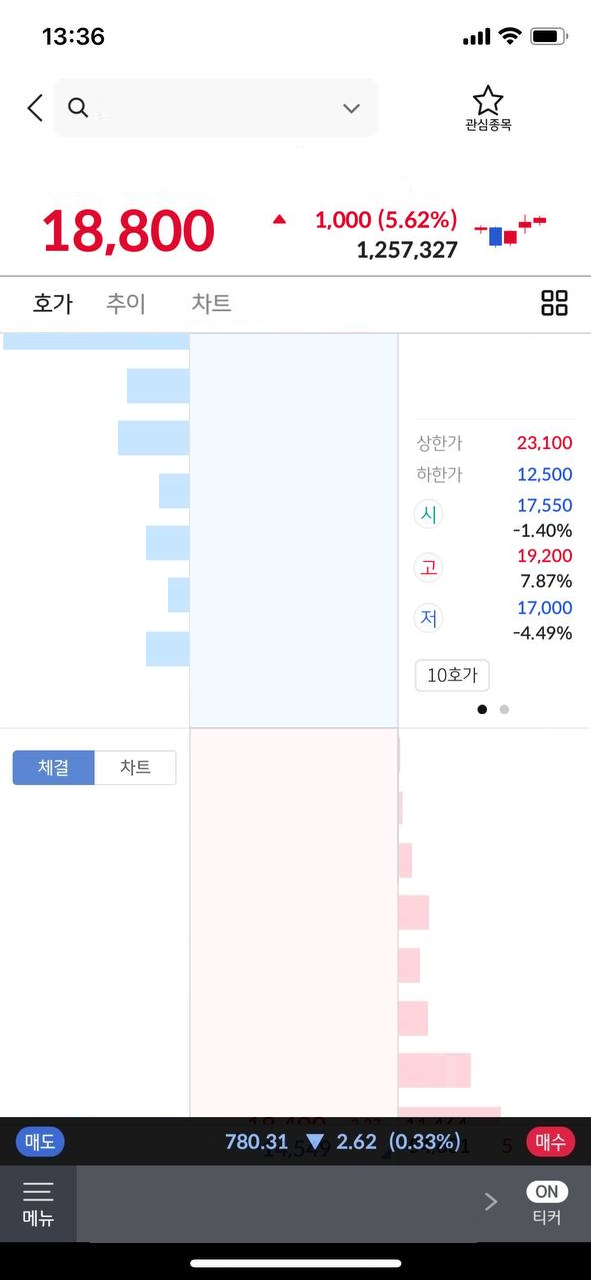 13:36
관심종목
18,800 ▲ 1,000 (5.62%)
1,257,327
호가 추이 차트
상한가 23,100
하한가 12,500
시 17,550
-1.40%
고 19,200
7.87%
저 17,000
-4.49%
10호가
체결 차트
매도 780.31 ▼ 2.62 (0.33%) 매수
메뉴 > ON
티커